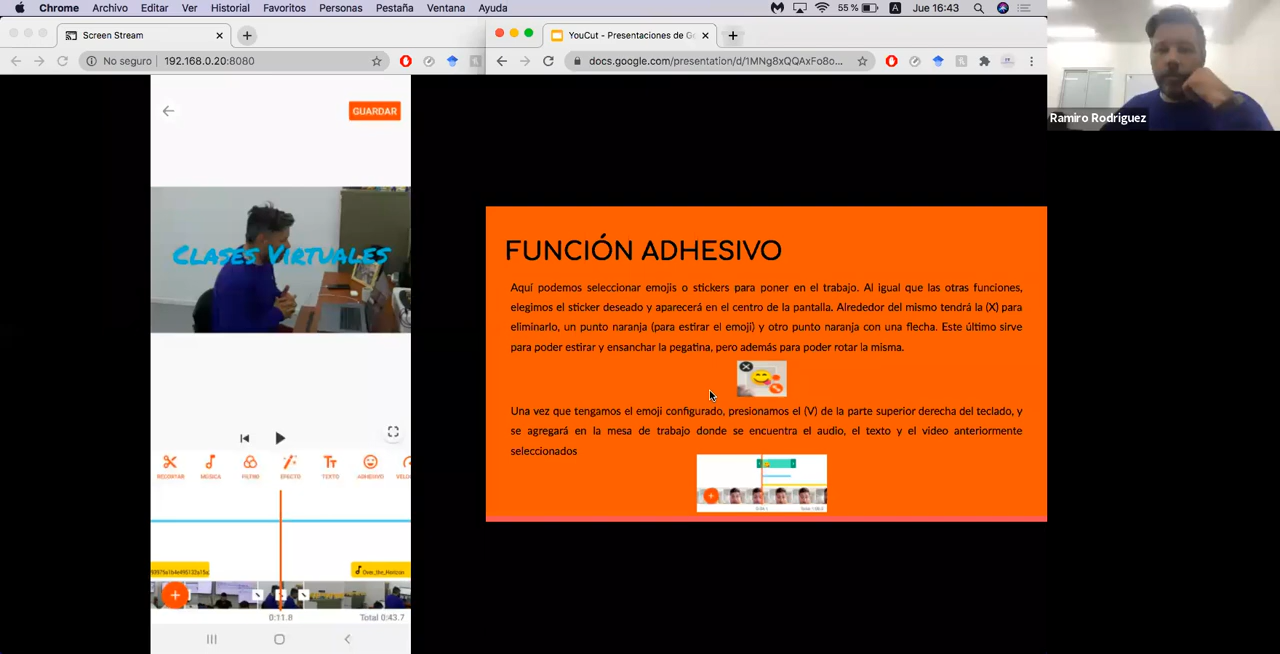 Chrome Archivo Editar Ver Historial Favoritos Personas Pestaña Ventana Ayuda
55 % A Jue 16:43
Screen Stream
YouCut - Presentaciones de G
No seguro | 192.168.0.20:8080
docs.google.com/presentation/d/1MNg8xQQAxFo8o...
Ramiro Rodriguez
GUARDAR
Clases Virtuales
RECORTAR MÚSICA FILTRO EFECTO TEXTO ADHESIVO
0:11.8 Total 0:43.7
FUNCIÓN ADHESIVO
Aquí podemos seleccionar emojis o stickers para poner en el trabajo. Al igual que las otras funciones,
elegimos el sticker deseado y aparecerá en el centro de la pantalla. Alrededor del mismo tendrá la (X) para
eliminarlo, un punto naranja (para estirar el emoji) y otro punto naranja con una flecha. Este último sirve
para poder estirar y ensanchar la pegatina, pero además para poder rotar la misma.
Una vez que tengamos el emoji configurado, presionamos el (V) de la parte superior derecha del teclado, y
se agregará en la mesa de trabajo donde se encuentra el audio, el texto y el video anteriormente
seleccionados